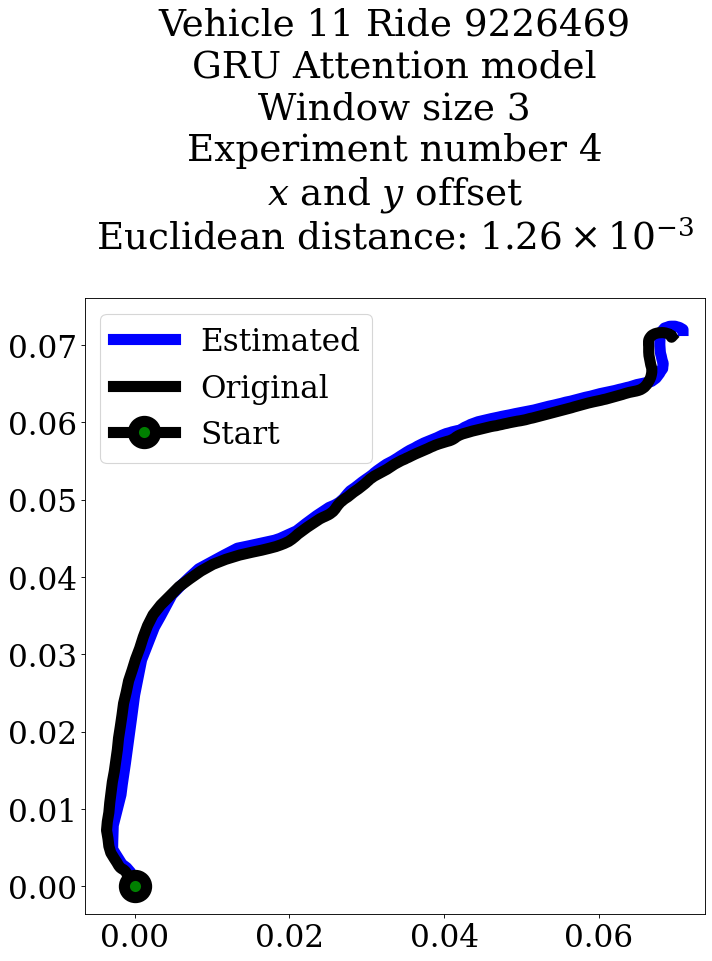 Vehicle 11 Ride 9226469
GRU Attention model
Window size 3
Experiment number 4
x and y offset
Euclidean distance: 1.26 × 10⁻³
Estimated
Original
Start
0.07
0.06
0.05
0.04
0.03
0.02
0.01
0.00
0.00 0.02 0.04 0.06